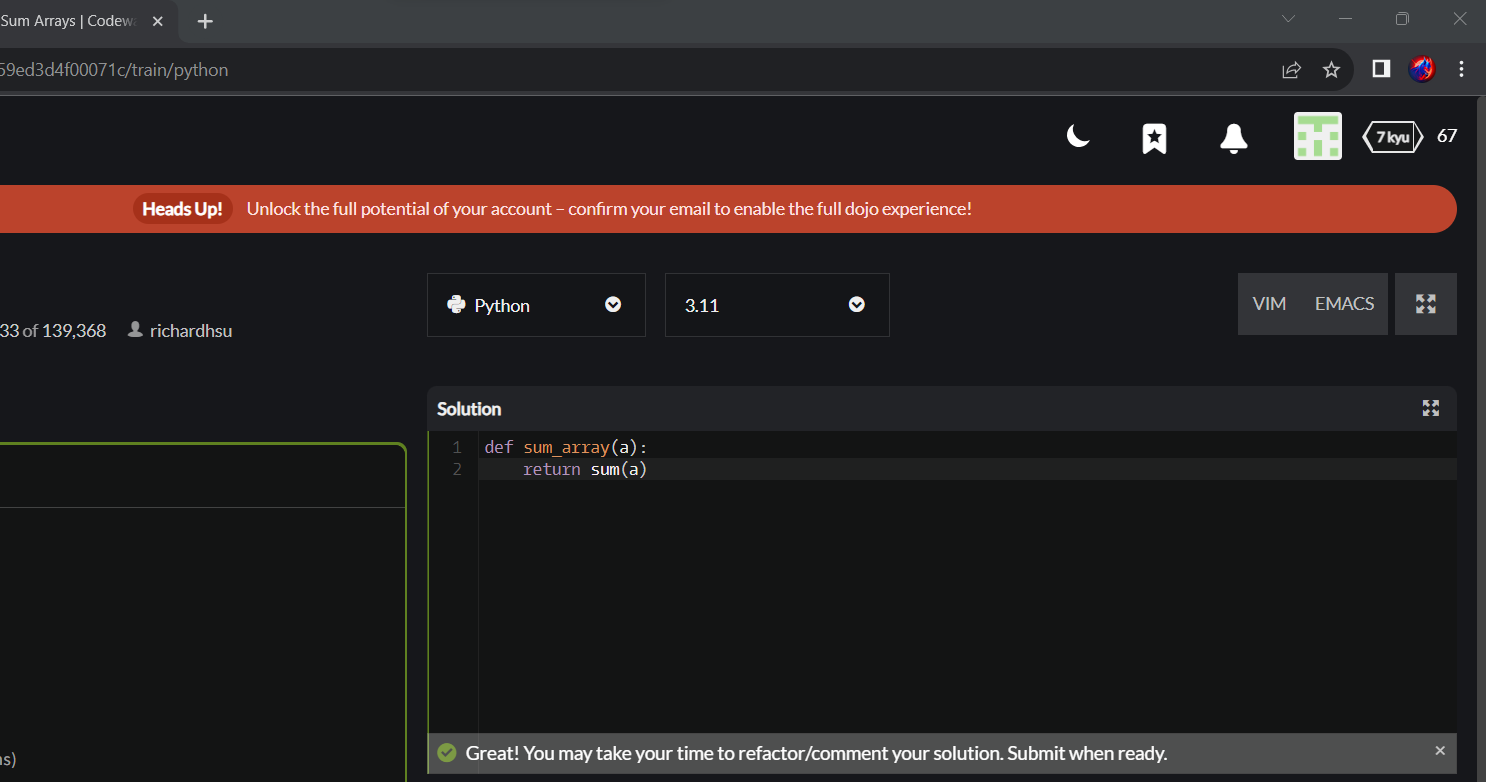 Sum Arrays | Codew
59ed3d4f00071c/train/python
7 kyu 67
Heads Up! Unlock the full potential of your account – confirm your email to enable the full dojo experience!
Python 3.11 VIM EMACS
33 of 139,368 richardhsu
Solution
1 def sum_array(a):
2 return sum(a)
Great! You may take your time to refactor/comment your solution. Submit when ready.
s)